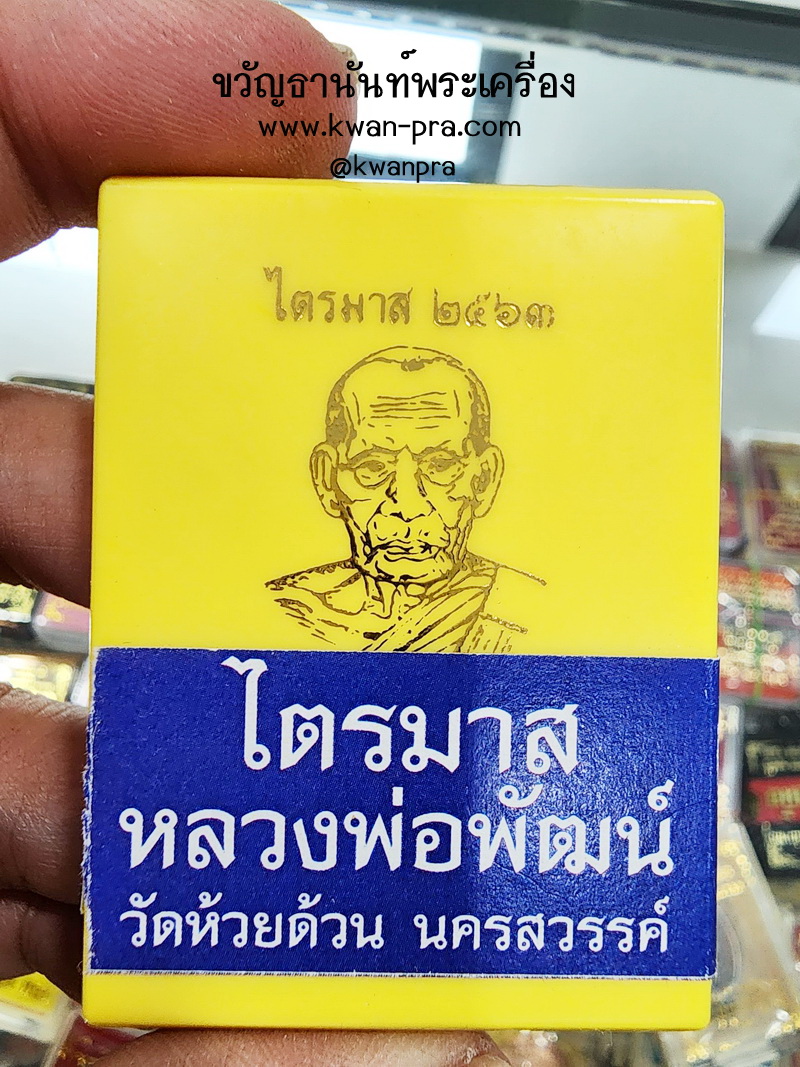 ขวัญธานันท์พระเครื่อง
www.kwan-pra.com
@kwanpra
ไตรมาส ๒๕๖๓
ไตรมาส
หลวงพ่อพัฒน์
วัดห้วยด้วน นครสวรรค์